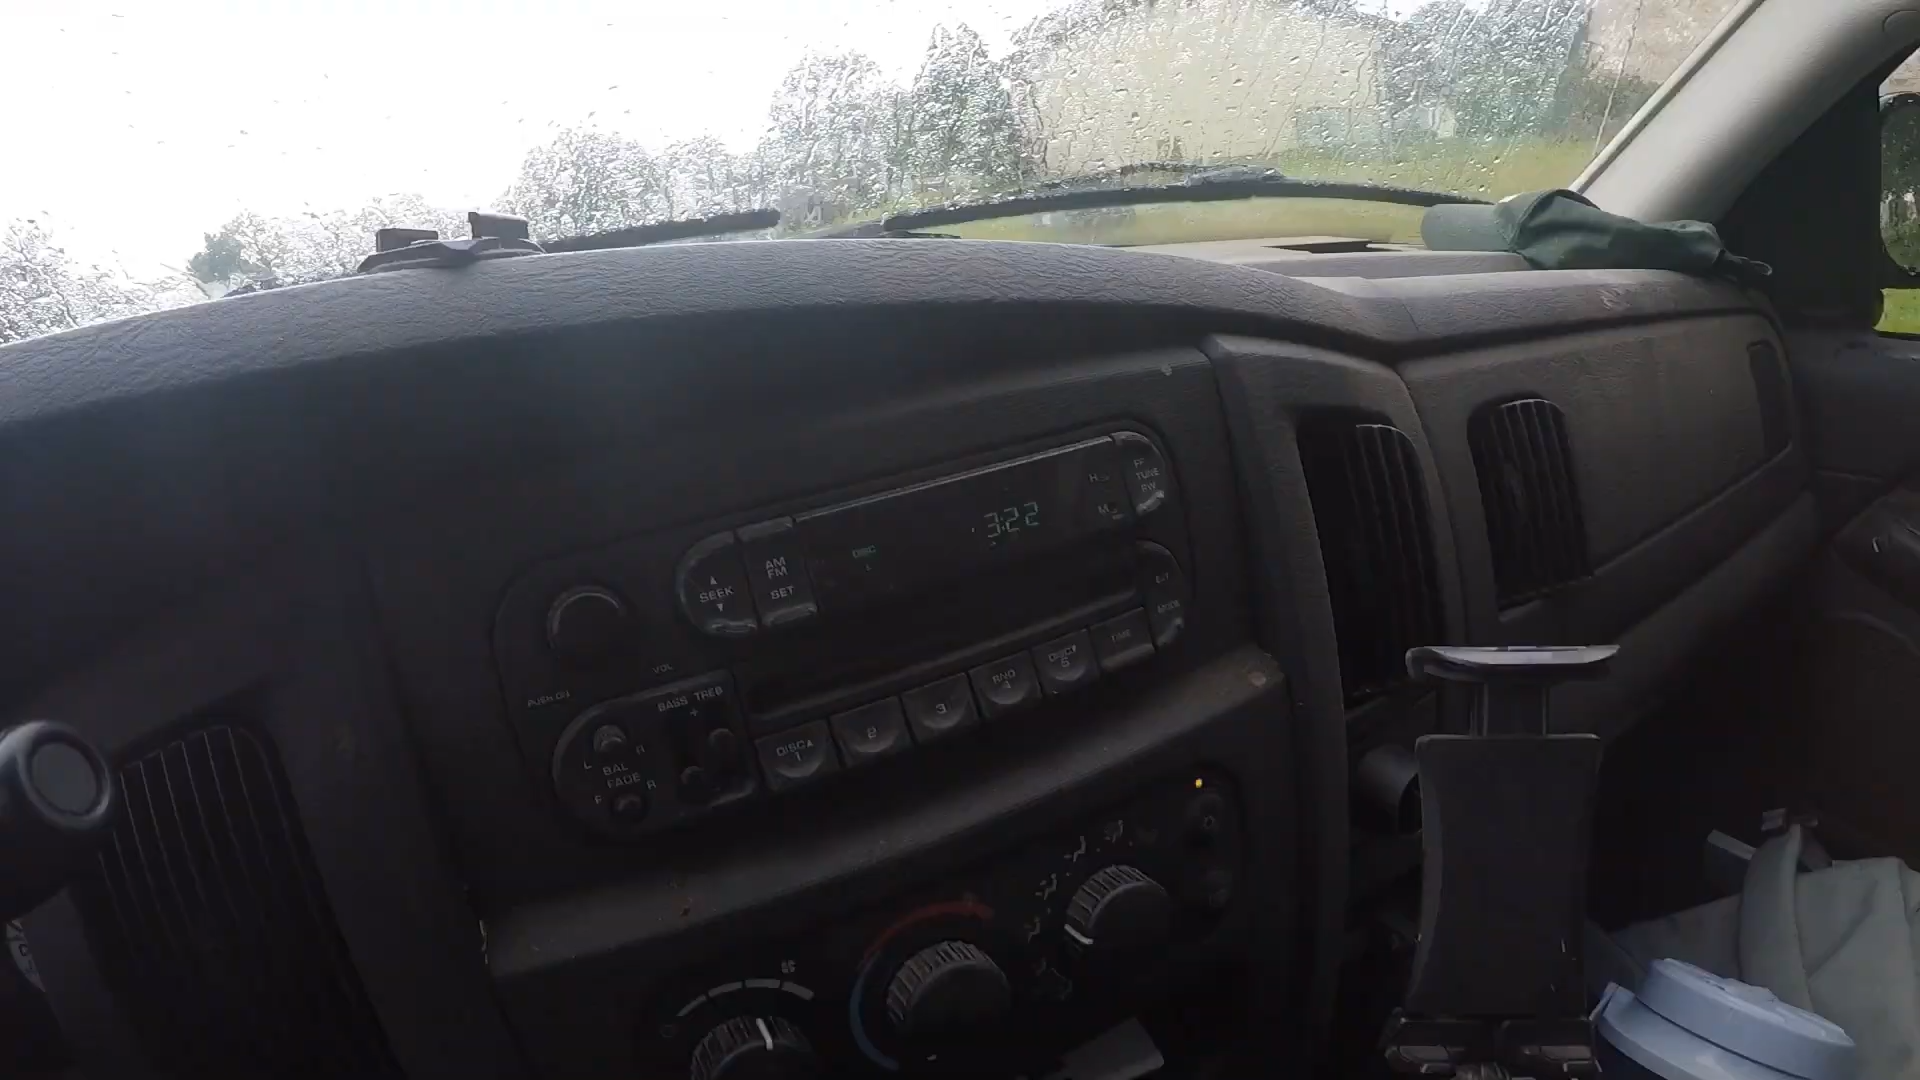 3:22
H
M
FF
TUNE
RW
DISC
AM
FM
SET
SEEK
MODE
TIME
VOL
PUSH ON
BASS TREB
+
L R
BAL
FADE
F R
DISC
1
2
3
RND
4
DISC
5